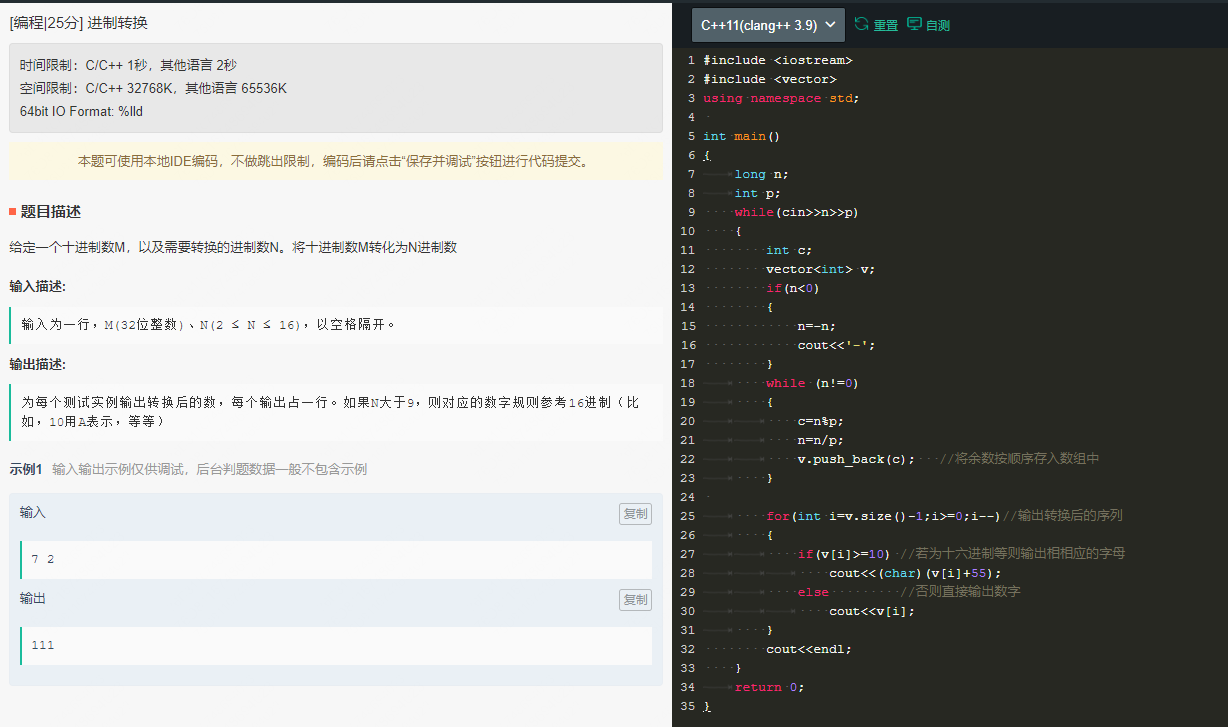 [编程|25分] 进制转换
时间限制：C/C++ 1秒，其他语言 2秒
空间限制：C/C++ 32768K，其他语言 65536K
64bit IO Format: %lld
本题可使用本地IDE编码，不做跳出限制，编码后请点击“保存并调试”按钮进行代码提交。
题目描述
给定一个十进制数M，以及需要转换的进制数N。将十进制数M转化为N进制数
输入描述:
输入为一行，M(32位整数)、N(2 ≤ N ≤ 16)，以空格隔开。
输出描述:
为每个测试实例输出转换后的数，每个输出占一行。如果N大于9，则对应的数字规则参考16进制（比
如，10用A表示，等等）
示例1 输入输出示例仅供调试，后台判题数据一般不包含示例
输入 复制
7 2
输出 复制
111
C++11(clang++ 3.9) 重置 自测
1 #include <iostream>
2 #include <vector>
3 using namespace std;
4
5 int main()
6 {
7 long n;
8 int p;
9 while(cin>>n>>p)
10 {
11 int c;
12 vector<int> v;
13 if(n<0)
14 {
15 n=-n;
16 cout<<'-';
17 }
18 while (n!=0)
19 {
20 c=n%p;
21 n=n/p;
22 v.push_back(c); //将余数按顺序存入数组中
23 }
24
25 for(int i=v.size()-1;i>=0;i--)//输出转换后的序列
26 {
27 if(v[i]>=10) //若为十六进制等则输出相相应的字母
28 cout<<(char)(v[i]+55);
29 else //否则直接输出数字
30 cout<<v[i];
31 }
32 cout<<endl;
33 }
34 return 0;
35 }